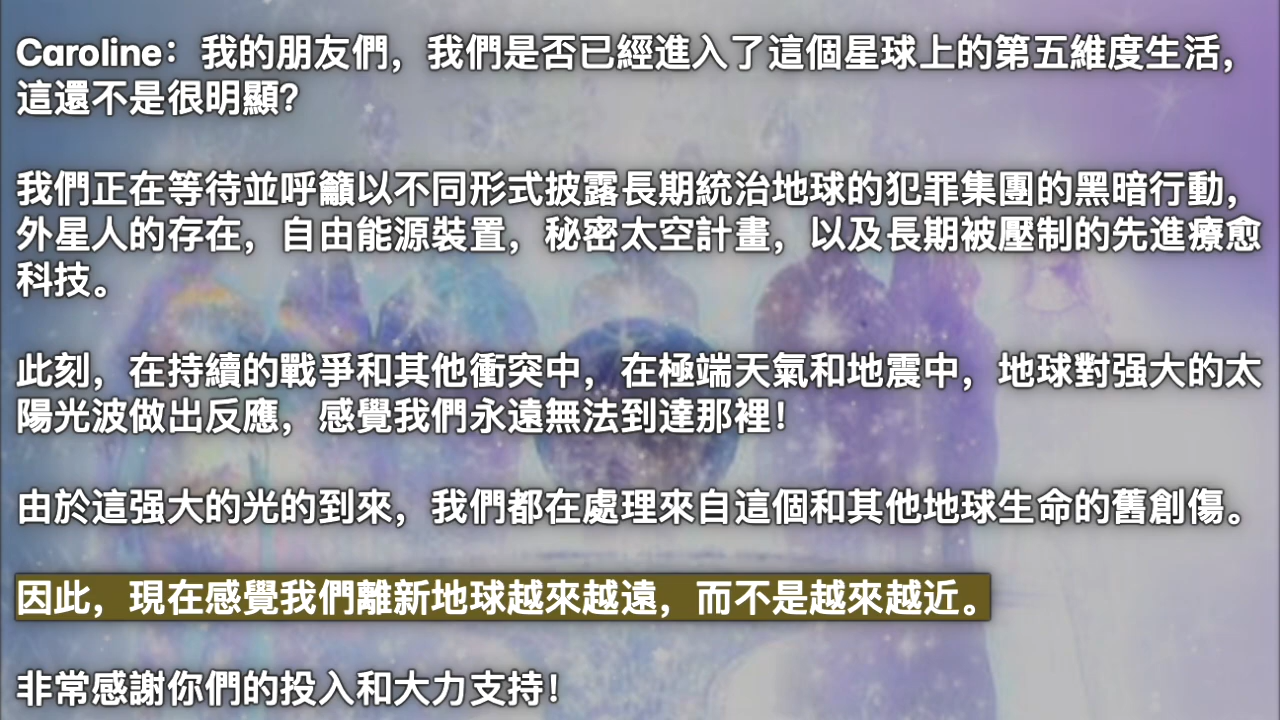 Caroline：我的朋友們，我們是否已經進入了這個星球上的第五維度生活，
這還不是很明顯？
我們正在等待並呼籲以不同形式披露長期統治地球的犯罪集團的黑暗行動，
外星人的存在，自由能源裝置，秘密太空計畫，以及長期被壓制的先進療愈
科技。
此刻，在持續的戰爭和其他衝突中，在極端天氣和地震中，地球對强大的太
陽光波做出反應，感覺我們永遠無法到達那裡！
由於這强大的光的到來，我們都在處理來自這個和其他地球生命的舊創傷。
因此，現在感覺我們離新地球越來越遠，而不是越來越近。
非常感謝你們的投入和大力支持！